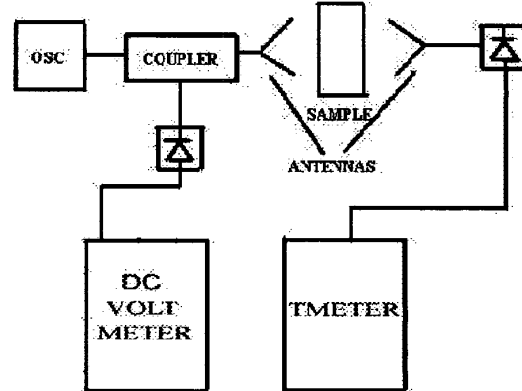 OSC
COUPLER
SAMPLE
ANTENNAS
DC
VOLT
METER
TMETER